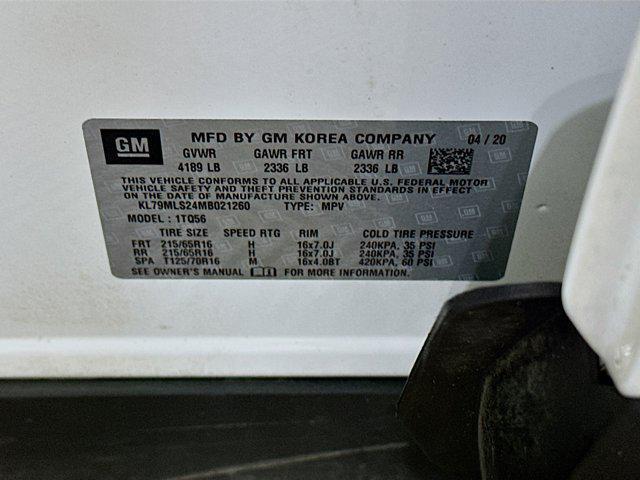 GM MFD BY GM KOREA COMPANY 04 / 20
GVWR GAWR FRT GAWR RR
4189 LB 2336 LB 2336 LB
THIS VEHICLE CONFORMS TO ALL APPLICABLE U.S. FEDERAL MOTOR
VEHICLE SAFETY AND THEFT PREVENTION STANDARDS IN EFFECT
ON THE DATE OF MANUFACTURE SHOWN ABOVE.
KL79MLS24MB021260 TYPE: MPV
MODEL : 1TQ56
TIRE SIZE SPEED RTG RIM COLD TIRE PRESSURE
FRT 215/65R16 H 16x7.0J 240KPA, 35 PSI
RR 215/65R16 H 16x7.0J 240KPA, 35 PSI
SPA T125/70R16 M 16x4.0BT 420KPA, 60 PSI
SEE OWNER'S MANUAL FOR MORE INFORMATION.